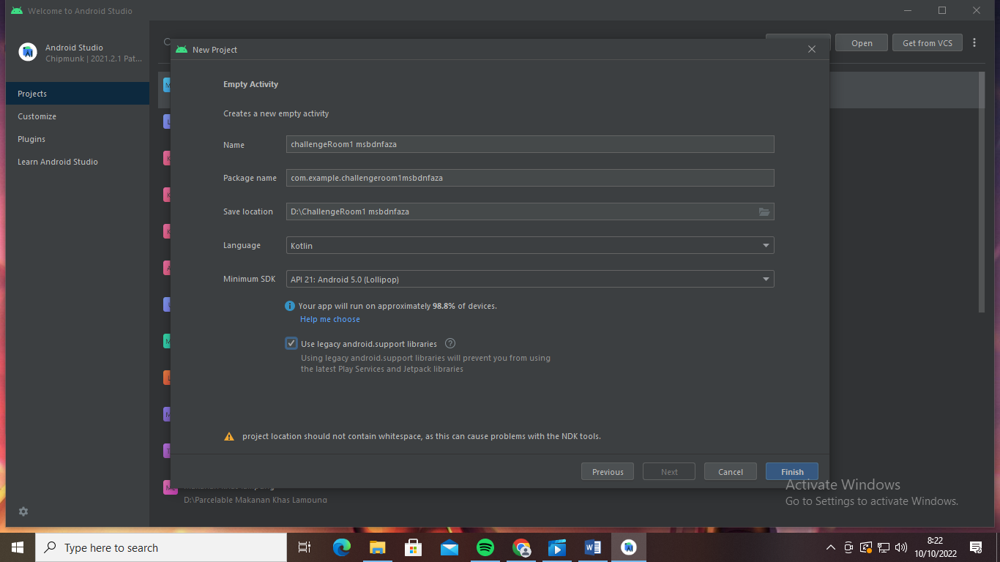 Welcome to Android Studio
Android Studio
Chipmunk | 2021.2.1 Pat...
Projects
Customize
Plugins
Learn Android Studio
Open
Get from VCS
New Project
Empty Activity
Creates a new empty activity
Name
challengeRoom1 msbdnfaza
Package name
com.example.challengeroom1msbdnfaza
Save location
D:\ChallengeRoom1 msbdnfaza
Language
Kotlin
Minimum SDK
API 21: Android 5.0 (Lollipop)
Your app will run on approximately 98.8% of devices.
Help me choose
Use legacy android.support libraries
Using legacy android.support libraries will prevent you from using
the latest Play Services and Jetpack libraries
project location should not contain whitespace, as this can cause problems with the NDK tools.
Previous
Next
Cancel
Finish
Makanan Khas Lampung
D:\Parcelable Makanan Khas Lampung
Activate Windows
Go to Settings to activate Windows.
Type here to search
8:22
10/10/2022